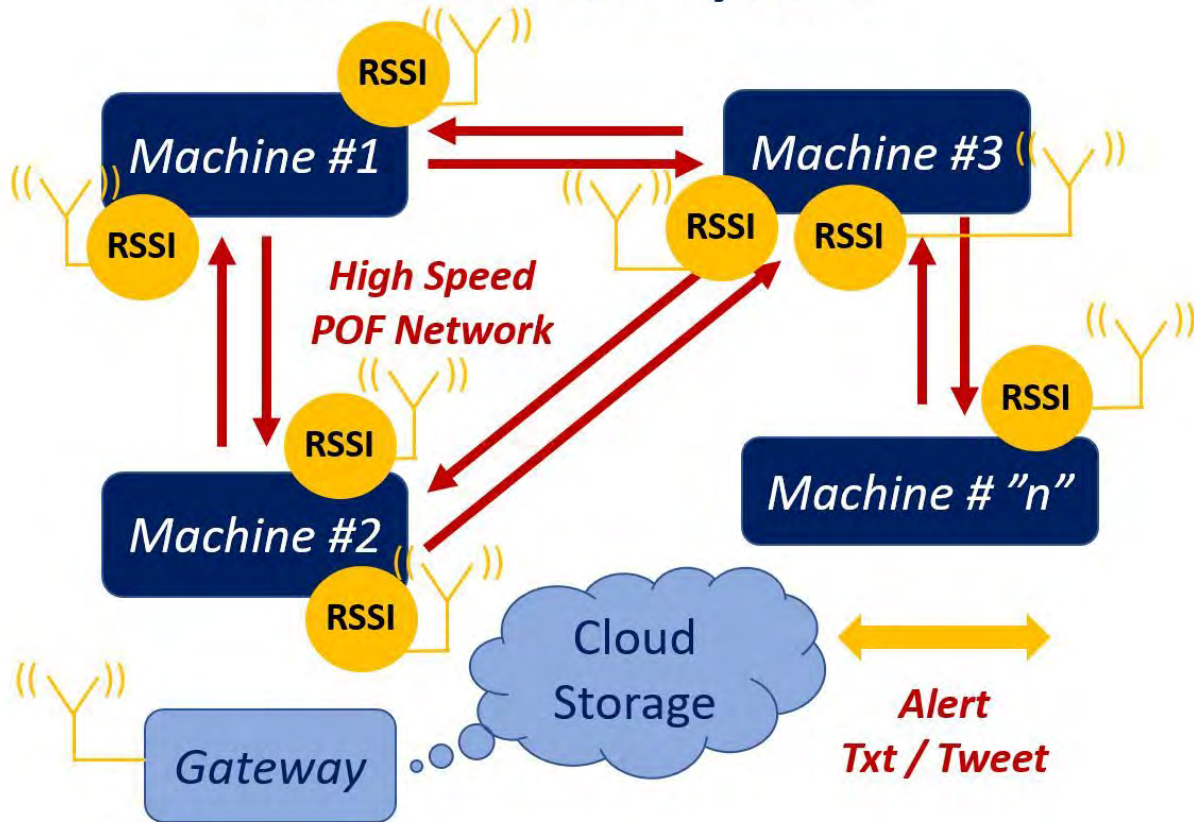 RSSI
Machine #1
Machine #3
RSSI
RSSI
RSSI
High Speed
POF Network
RSSI
RSSI
Machine #2
Machine # ”n”
RSSI
Cloud
Storage
Gateway
Alert
Txt / Tweet